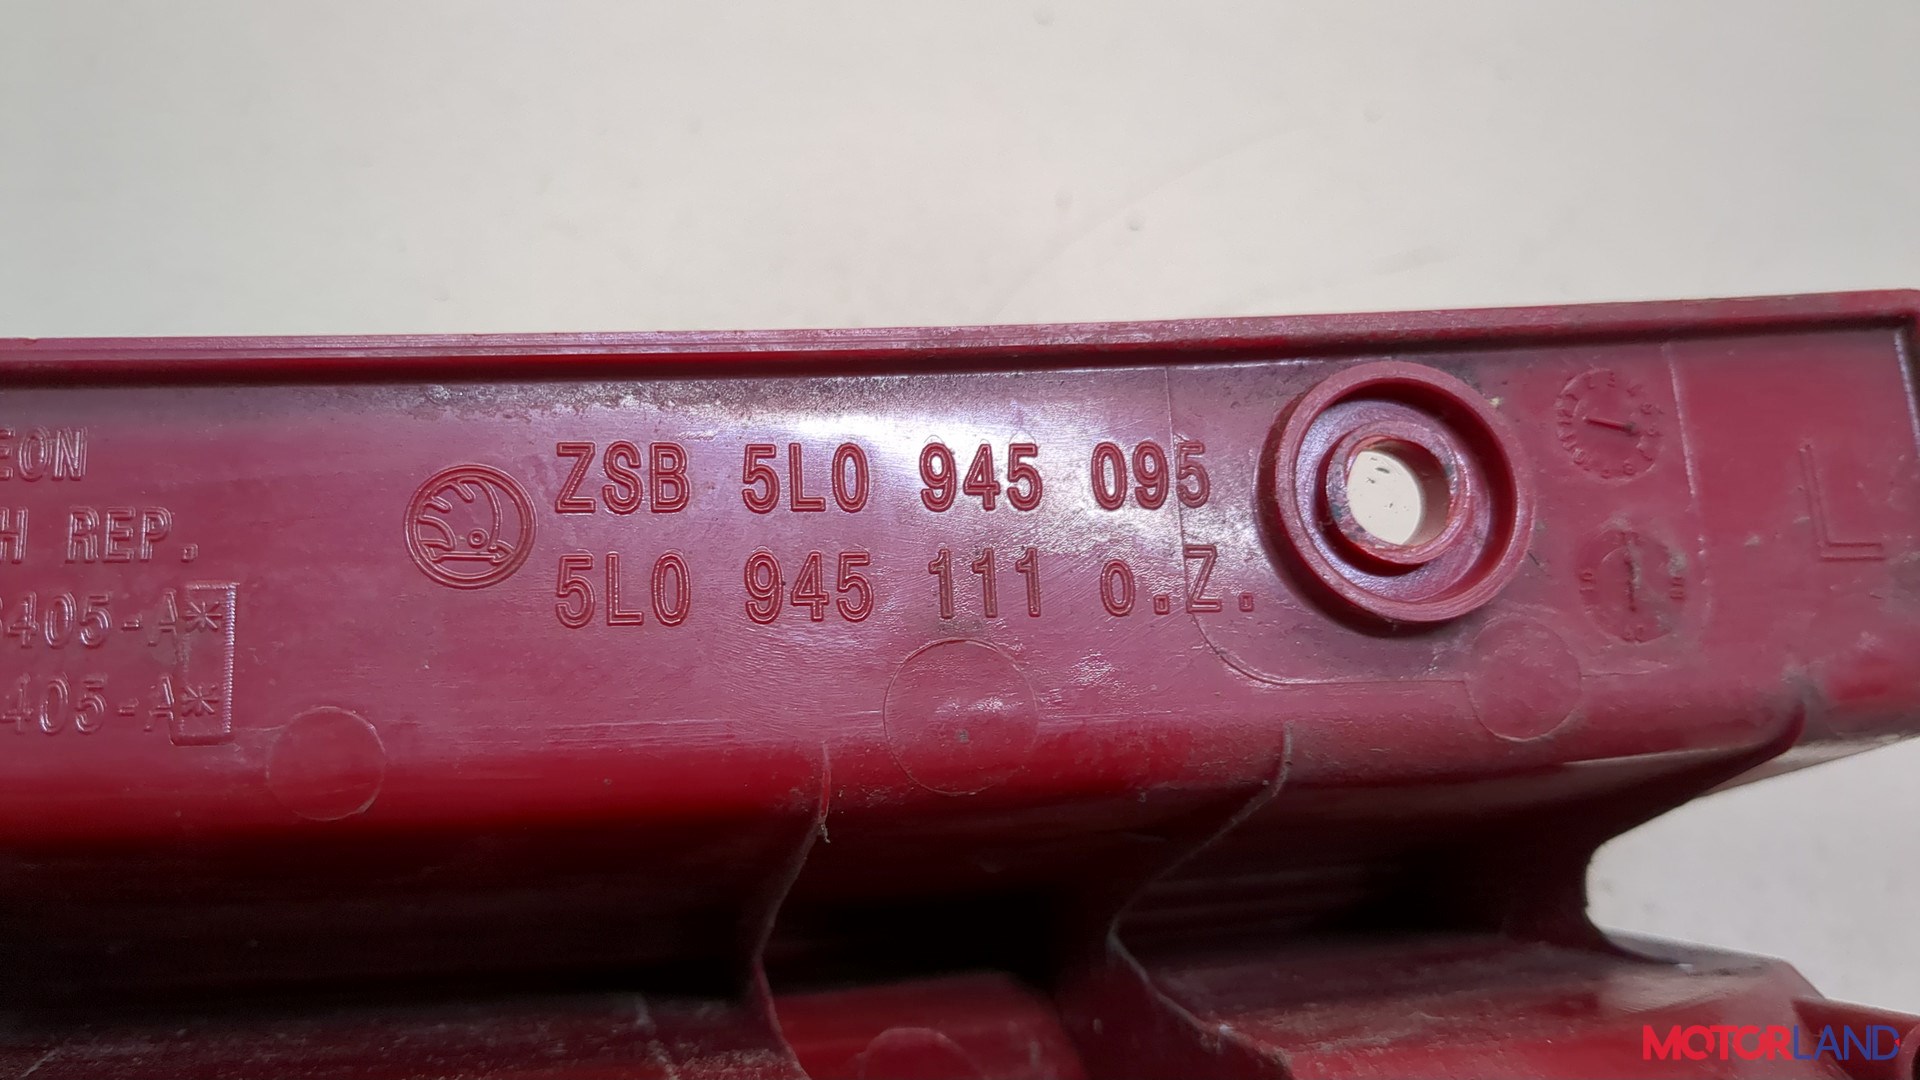 EON
H REP.
405-A*
405-A*
ZSB 5L0 945 095
5L0 945 111 o.Z.
L
MOTORLAND